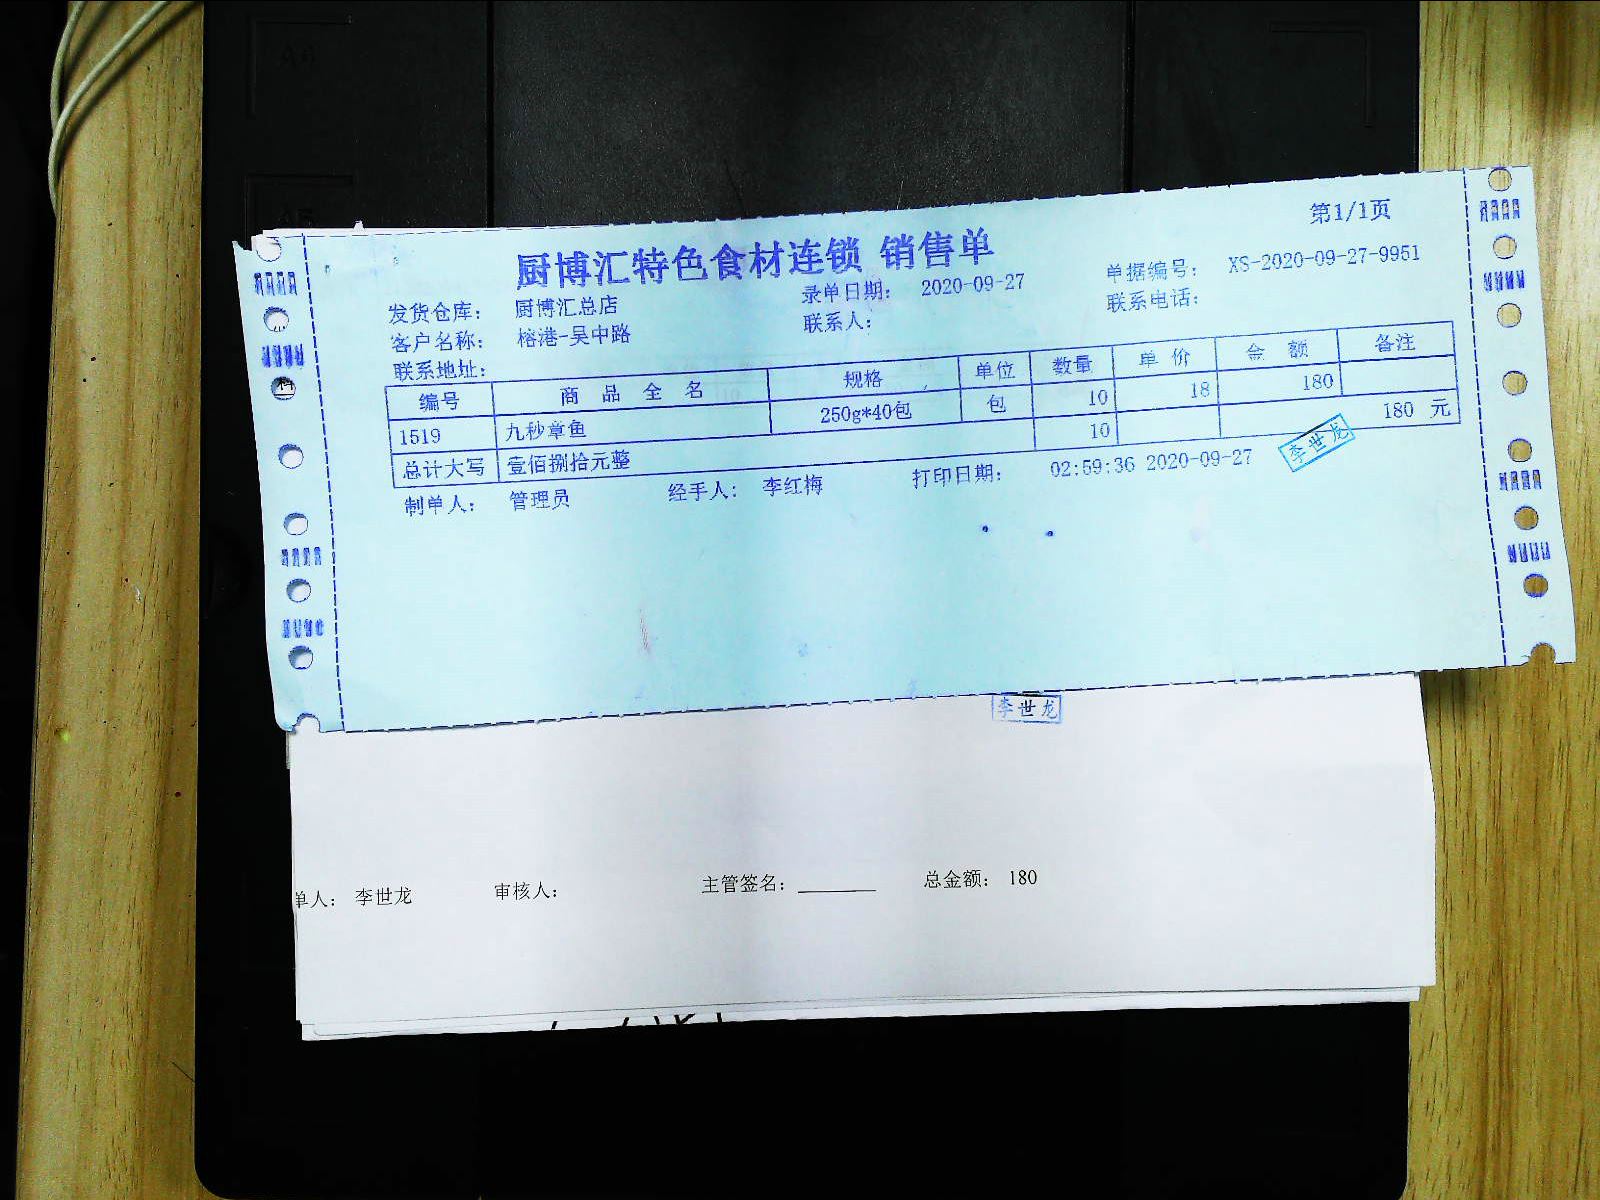 第1/1页
厨博汇特色食材连锁 销售单
发货仓库： 厨博汇总店 录单日期： 2020-09-27 单据编号： XS-2020-09-27-9951
客户名称： 榕港-吴中路 联系人： 联系电话：
联系地址：
编号 商 品 全 名 规格 单位 数量 单 价 金 额 备注
1519 九秒章鱼 250g*40包 包 10 18 180
总计大写 壹佰捌拾元整 10 180 元
制单人： 管理员 经手人： 李红梅 打印日期： 02:59:36 2020-09-27
李世龙
李世龙
单人： 李世龙 审核人： 主管签名： 总金额： 180